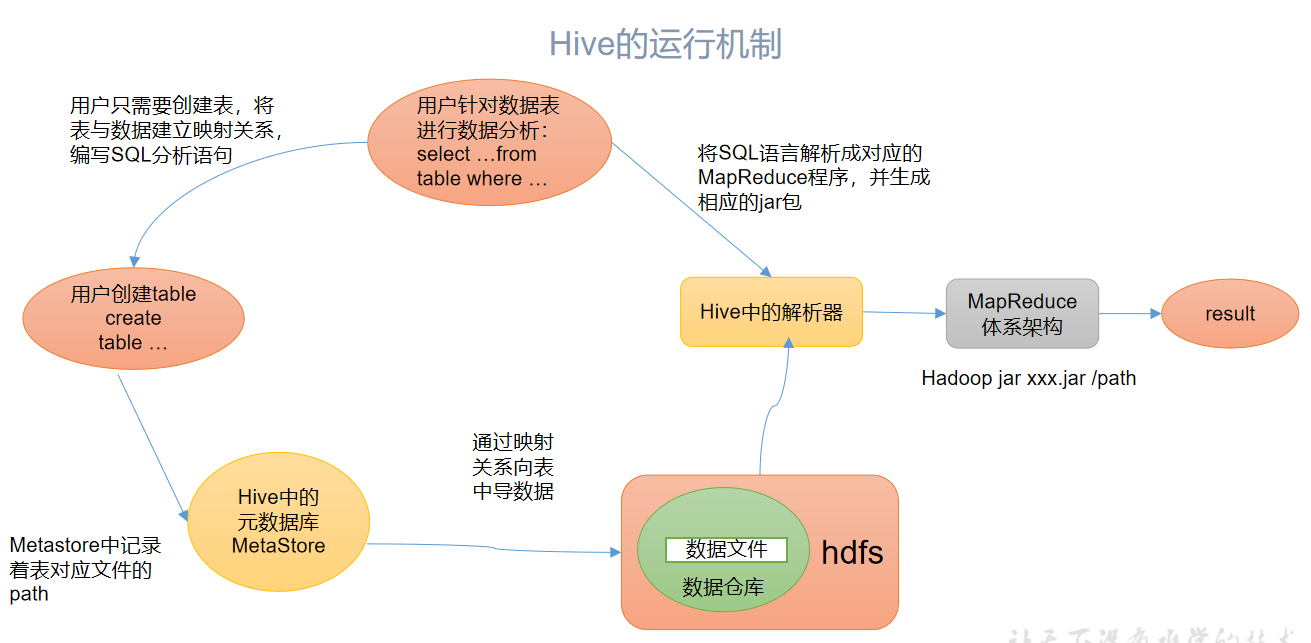 Hive的运行机制
用户只需要创建表，将
表与数据建立映射关系，
编写SQL分析语句
用户针对数据表
进行数据分析：
select …from
table where …
将SQL语言解析成对应的
MapReduce程序，并生成
相应的jar包
用户创建table
create
table …
Hive中的解析器
MapReduce
体系架构
result
Hadoop jar xxx.jar /path
通过映射
关系向表
中导数据
Hive中的
元数据库
MetaStore
Metastore中记录
着表对应文件的
path
数据文件
数据仓库
hdfs